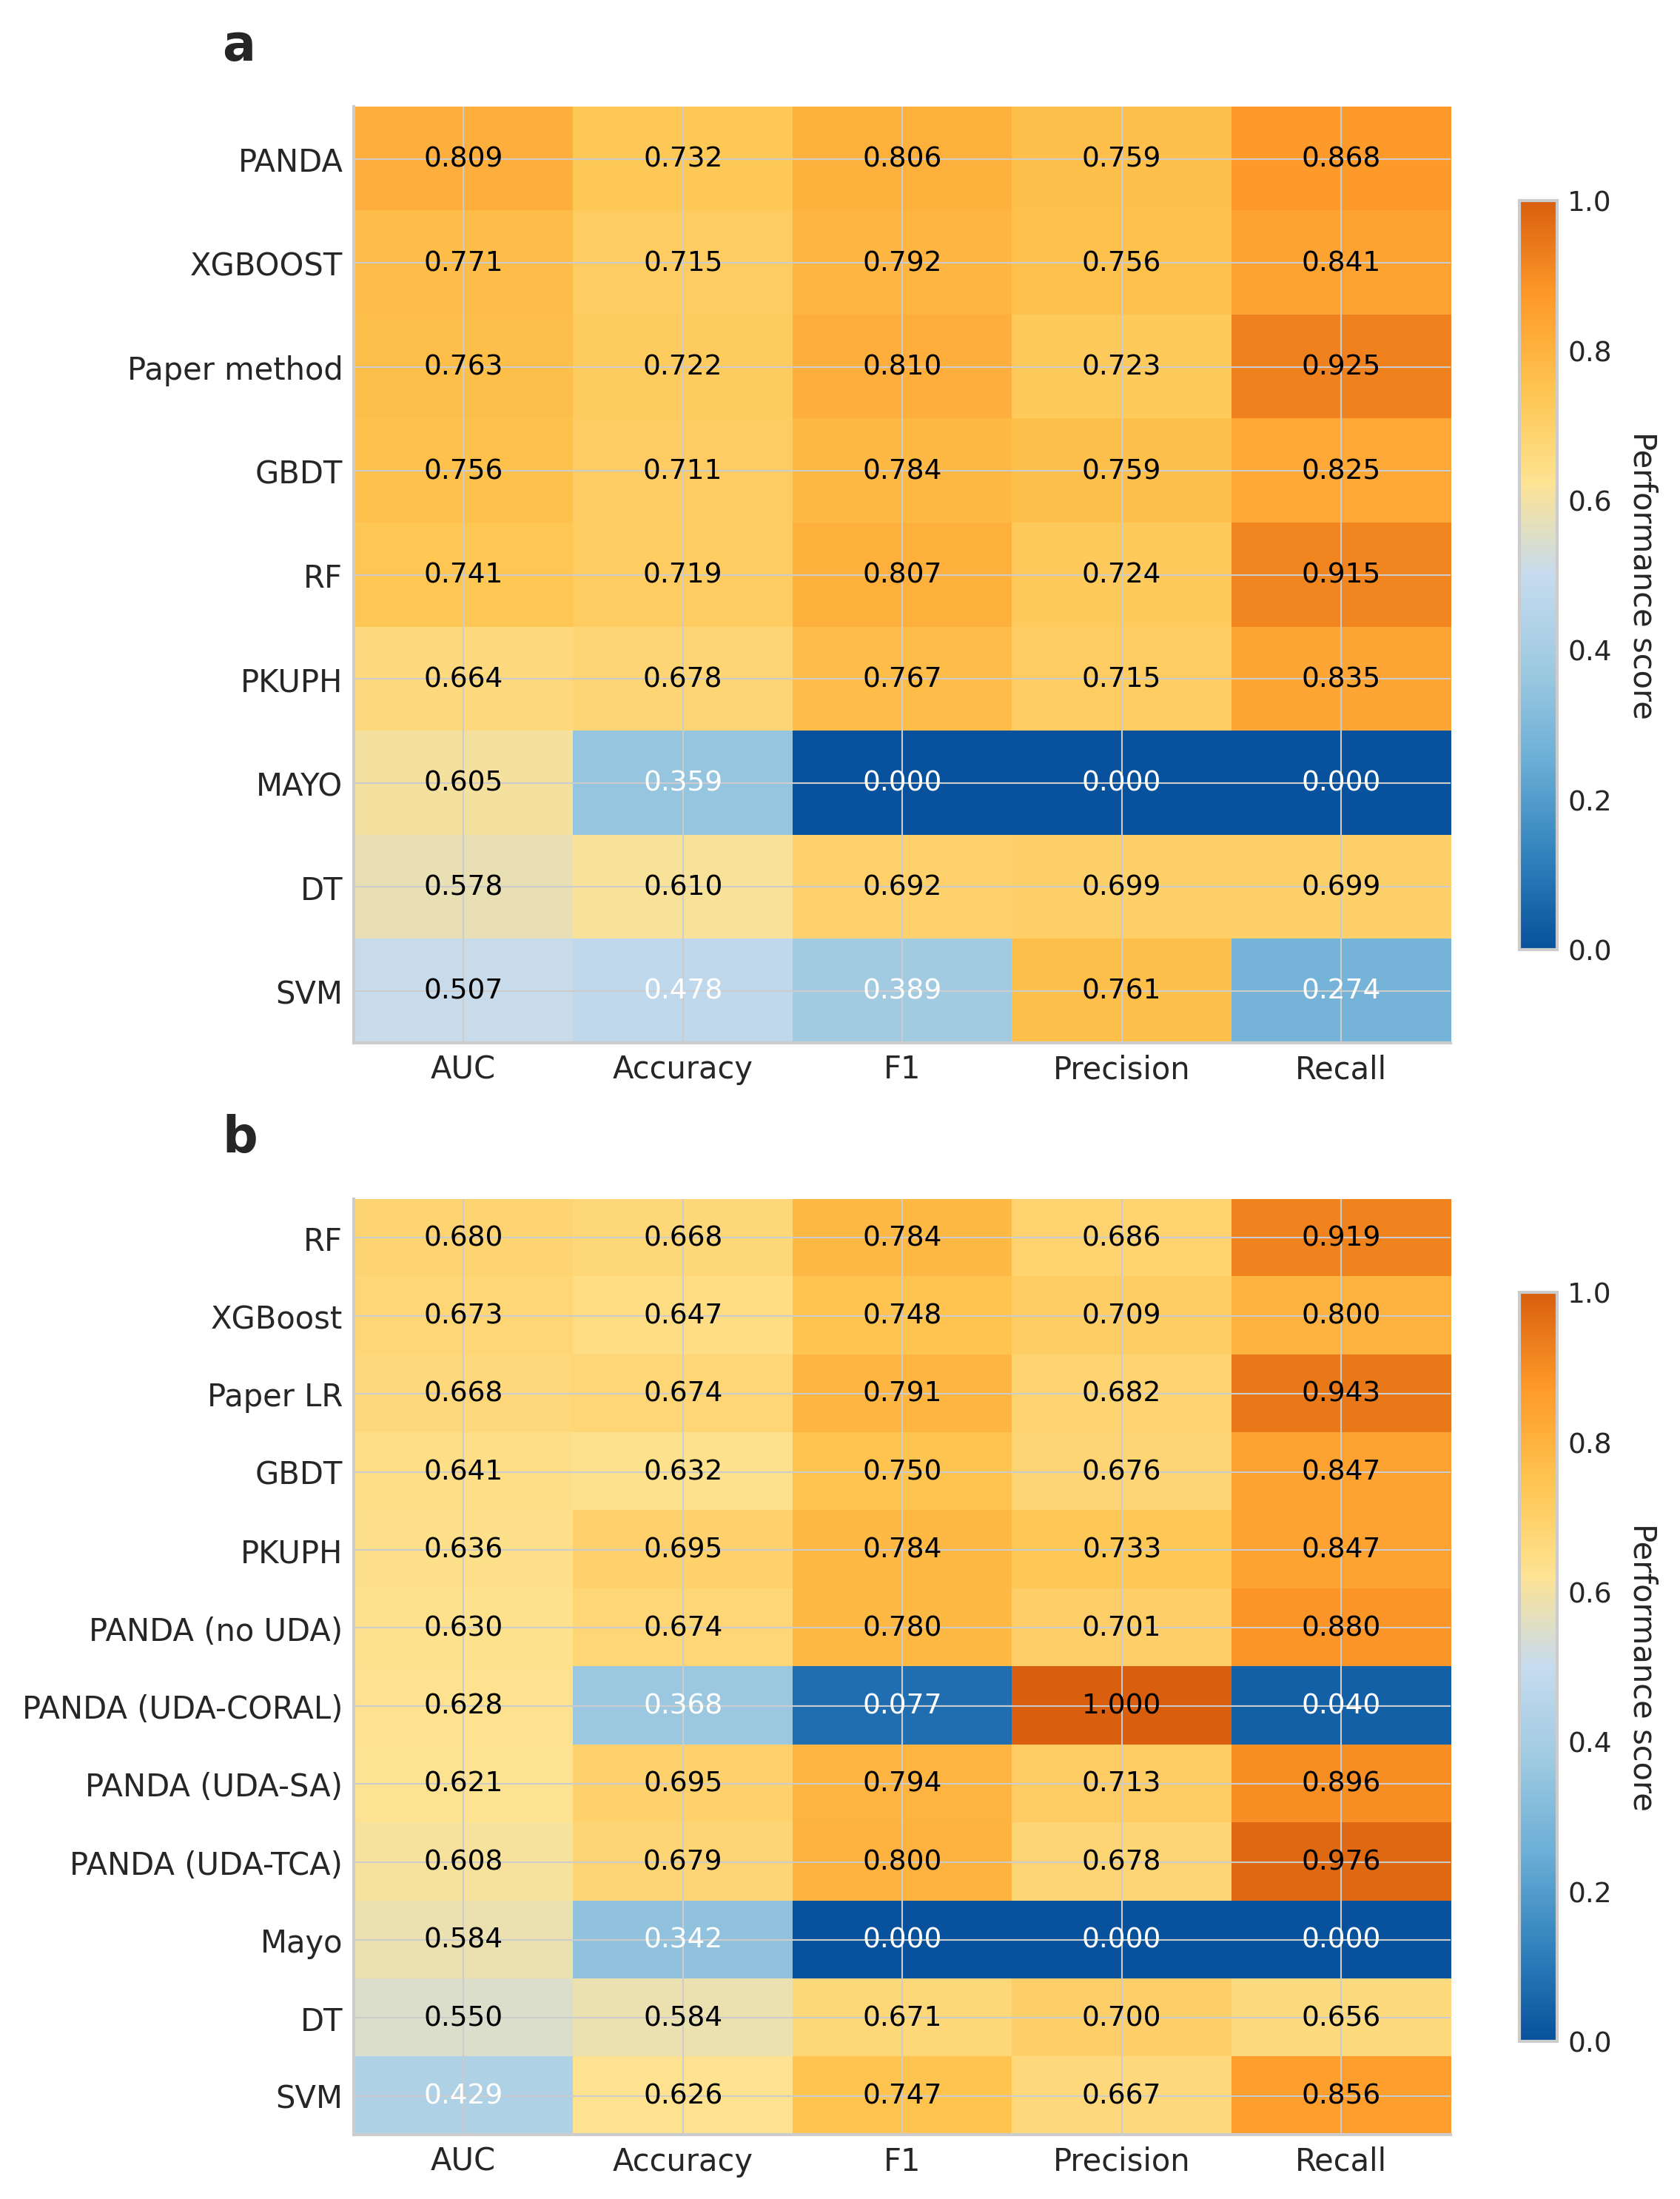 a
PANDA 0.809 0.732 0.806 0.759 0.868
XGBOOST 0.771 0.715 0.792 0.756 0.841
Paper method 0.763 0.722 0.810 0.723 0.925
GBDT 0.756 0.711 0.784 0.759 0.825
RF 0.741 0.719 0.807 0.724 0.915
PKUPH 0.664 0.678 0.767 0.715 0.835
MAYO 0.605 0.359 0.000 0.000 0.000
DT 0.578 0.610 0.692 0.699 0.699
SVM 0.507 0.478 0.389 0.761 0.274
AUC Accuracy F1 Precision Recall
1.0
0.8
0.6
0.4
0.2
0.0
Performance score
b
RF 0.680 0.668 0.784 0.686 0.919
XGBoost 0.673 0.647 0.748 0.709 0.800
Paper LR 0.668 0.674 0.791 0.682 0.943
GBDT 0.641 0.632 0.750 0.676 0.847
PKUPH 0.636 0.695 0.784 0.733 0.847
PANDA (no UDA) 0.630 0.674 0.780 0.701 0.880
PANDA (UDA-CORAL) 0.628 0.368 0.077 1.000 0.040
PANDA (UDA-SA) 0.621 0.695 0.794 0.713 0.896
PANDA (UDA-TCA) 0.608 0.679 0.800 0.678 0.976
Mayo 0.584 0.342 0.000 0.000 0.000
DT 0.550 0.584 0.671 0.700 0.656
SVM 0.429 0.626 0.747 0.667 0.856
AUC Accuracy F1 Precision Recall
1.0
0.8
0.6
0.4
0.2
0.0
Performance score